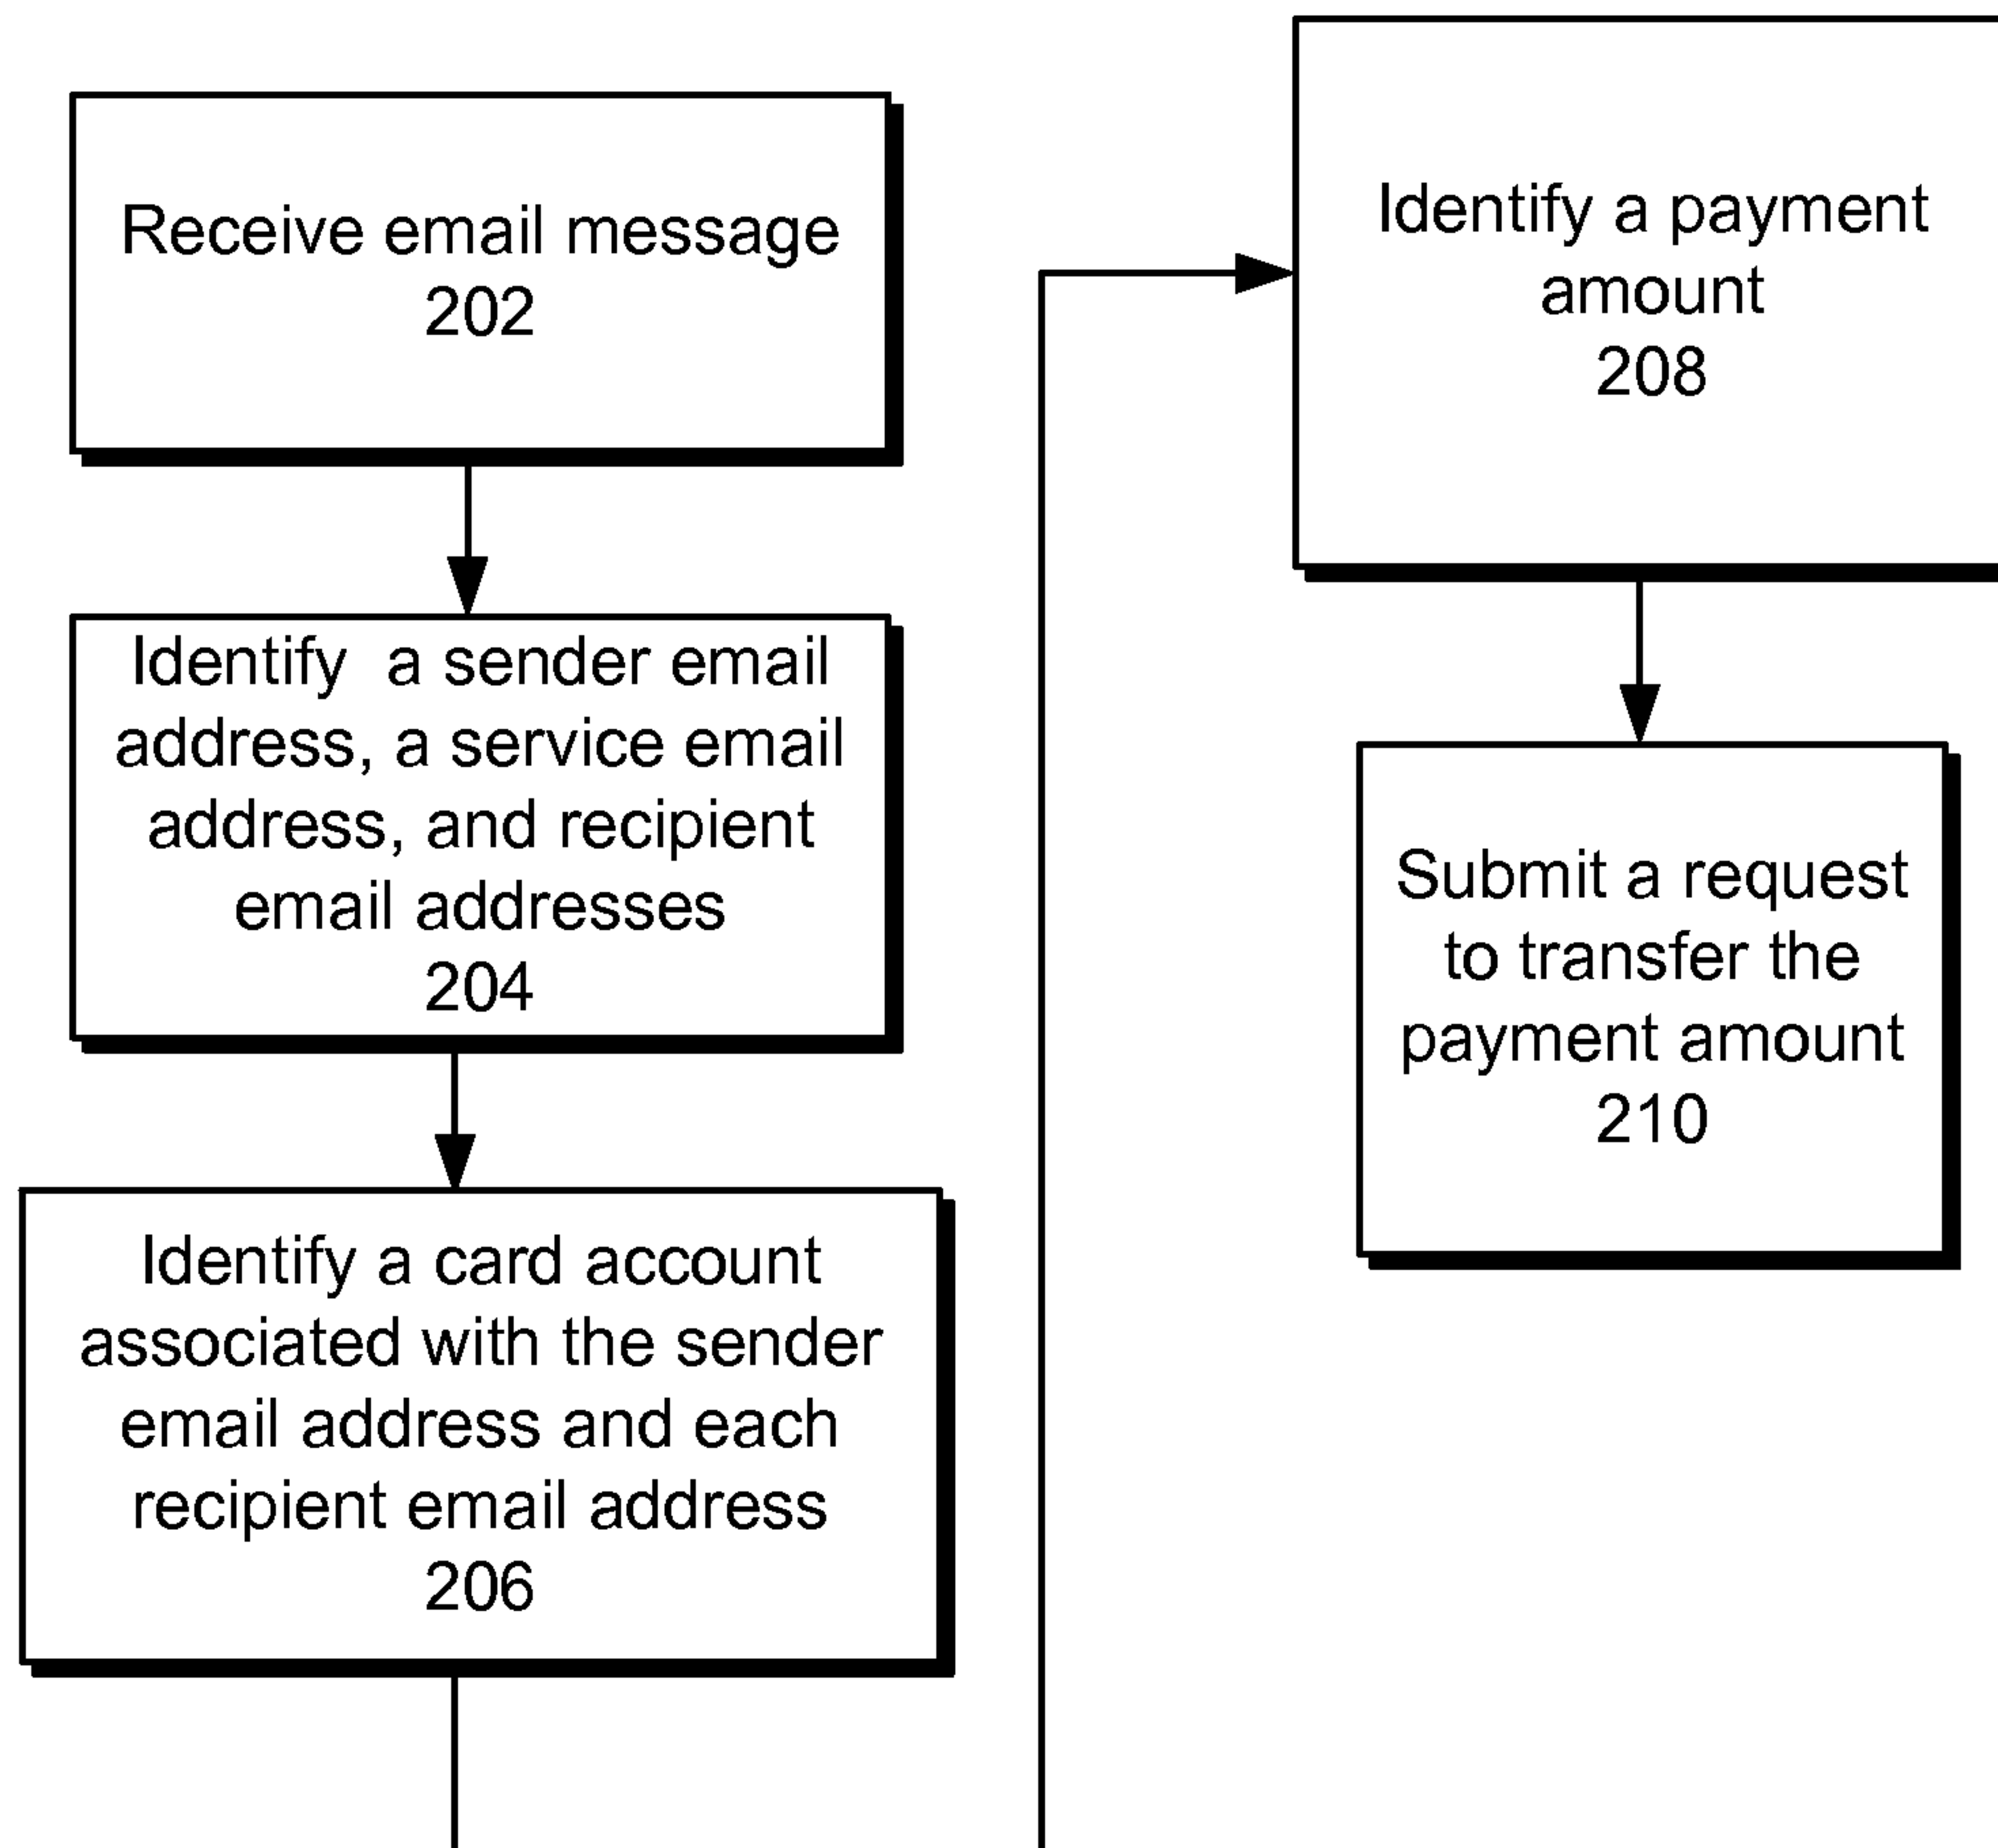 Receive email message
202
Identify a sender email
address, a service email
address, and recipient
email addresses
204
Identify a card account
associated with the sender
email address and each
recipient email address
206
Identify a payment
amount
208
Submit a request
to transfer the
payment amount
210